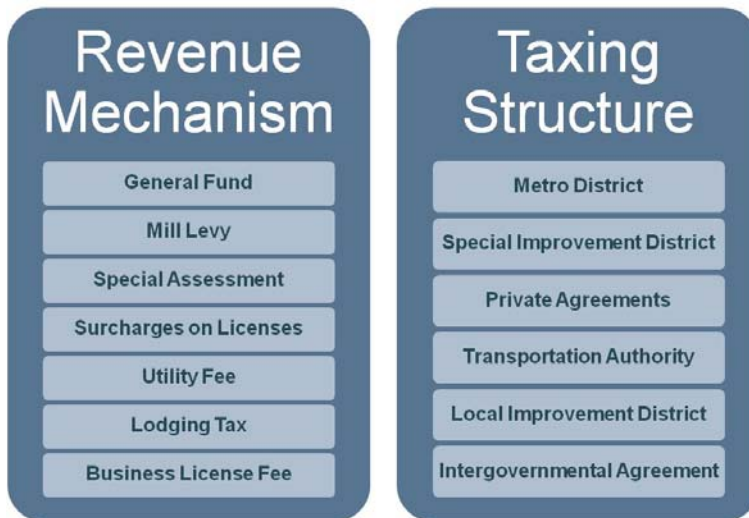 Revenue
Mechanism
General Fund
Mill Levy
Special Assessment
Surcharges on Licenses
Utility Fee
Lodging Tax
Business License Fee
Taxing
Structure
Metro District
Special Improvement District
Private Agreements
Transportation Authority
Local Improvement District
Intergovernmental Agreement